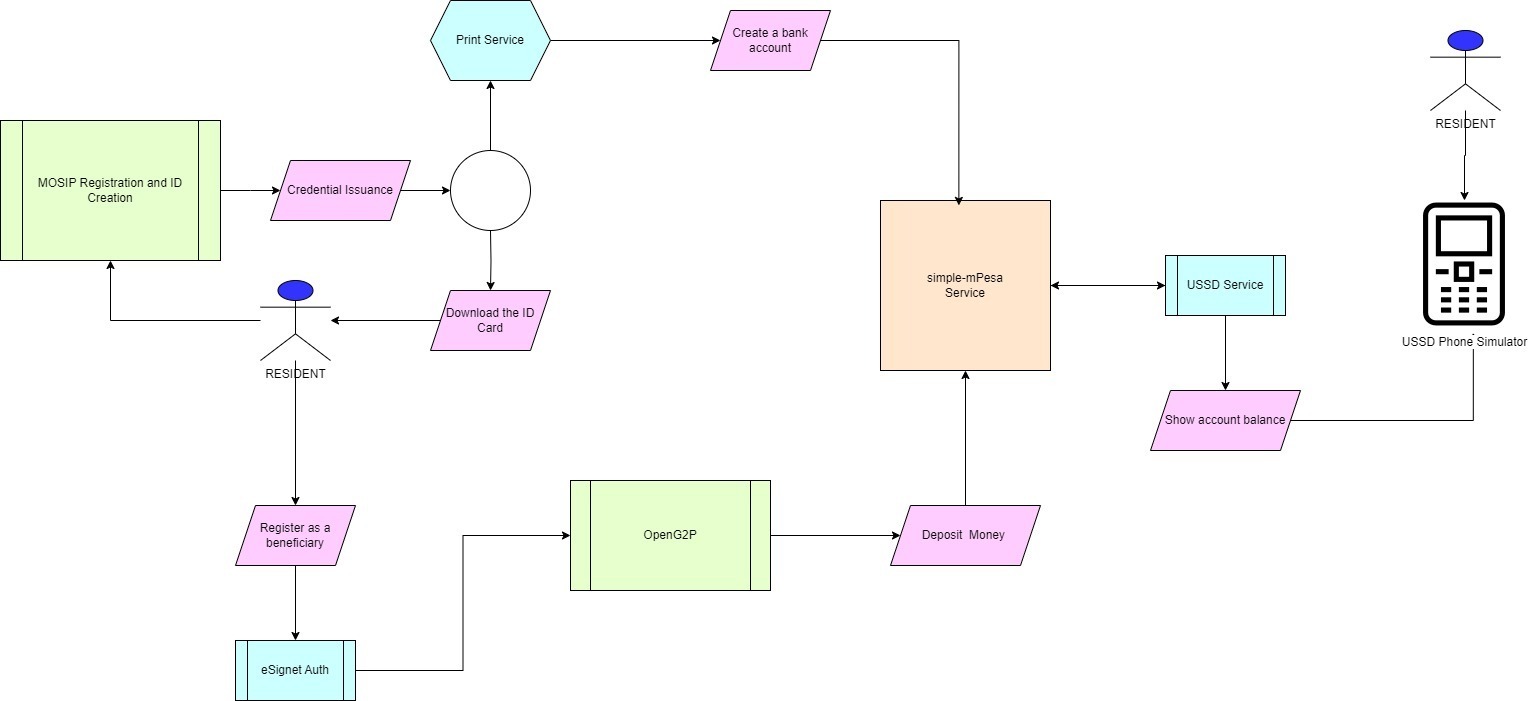 Print Service
Create a bank
account
RESIDENT
MOSIP Registration and ID
Creation
Credential Issuance
simple-mPesa
Service
USSD Service
Download the ID
Card
USSD Phone Simulator
RESIDENT
Show account balance
Register as a
beneficiary
OpenG2P
Deposit  Money
eSignet Auth